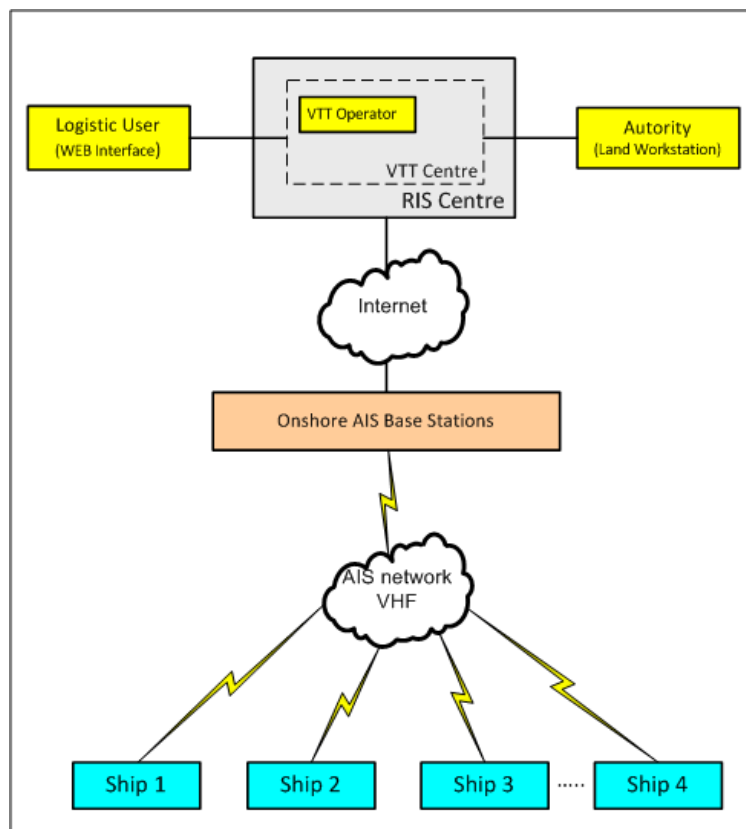 VTT Operator
Logistic User
(WEB Interface)
Autority
(Land Workstation)
VTT Centre
RIS Centre
Internet
Onshore AIS Base Stations
AIS network
VHF
Ship 1
Ship 2
Ship 3
.....
Ship 4